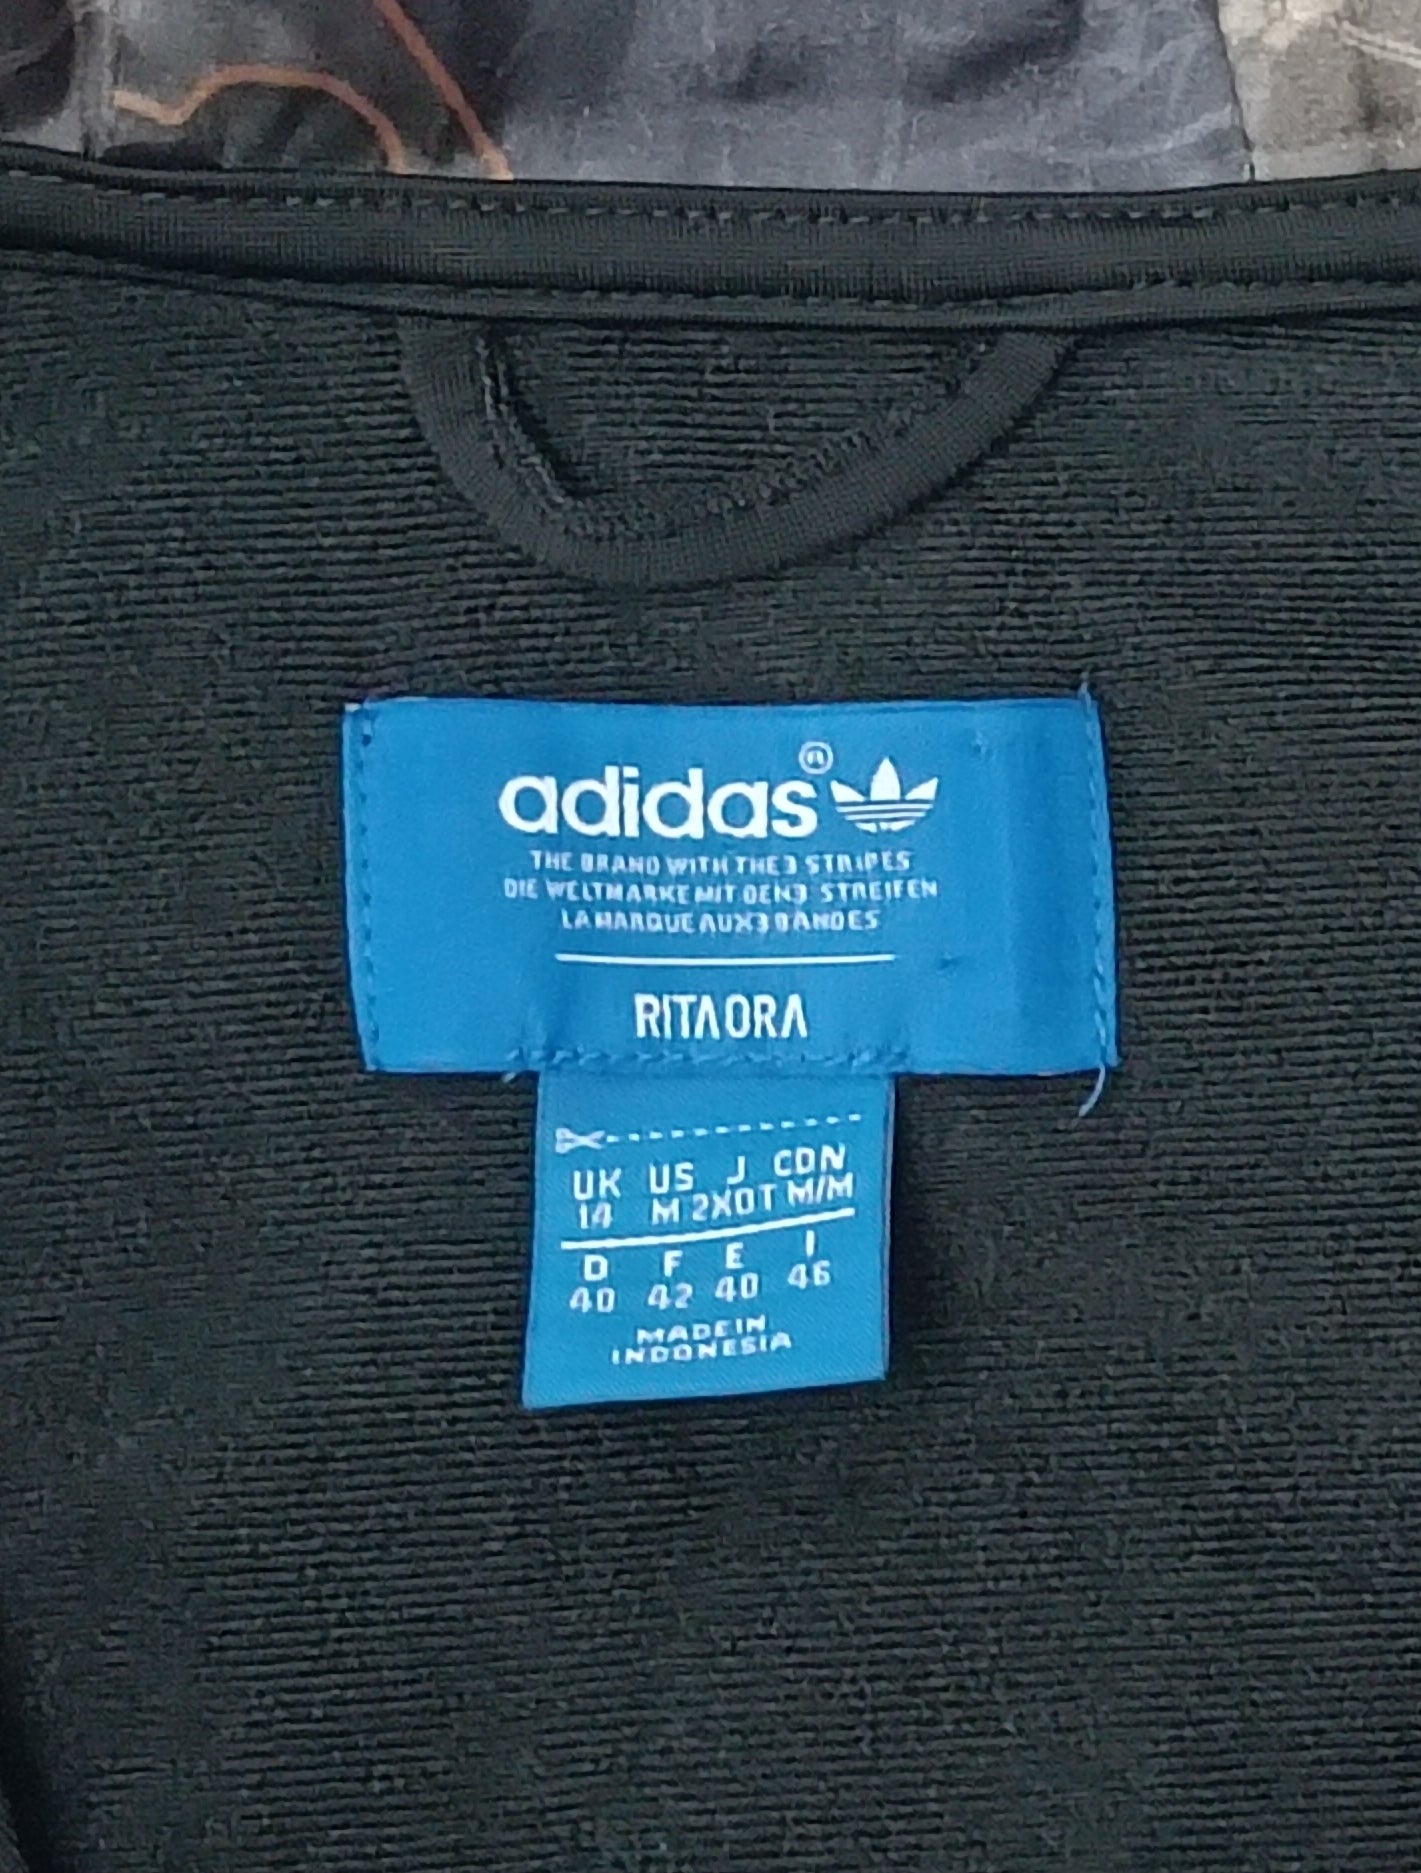 adidas®
THE BRAND WITH THE 3 STRIPES
DIE WELTMARKE MIT DEN 3 STREIFEN
LA MARQUE AUX 3 BANDES
RITA ORA
UK US J CDN
14 M 2XOT M/M
D F E I
40 42 40 46
MADE IN
INDONESIA